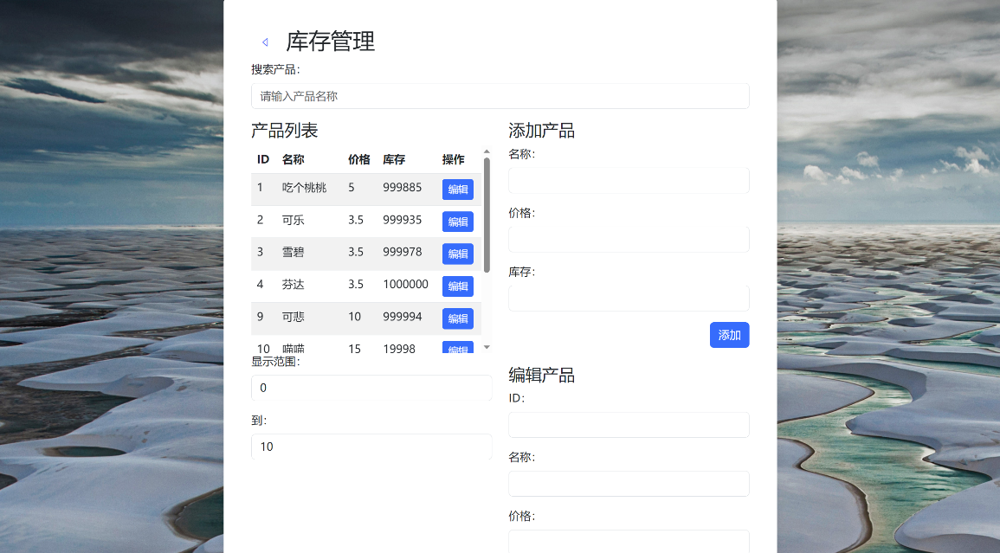 库存管理
搜索产品：
请输入产品名称
产品列表
ID 名称 价格 库存 操作
1 吃个桃桃 5 999885 编辑
2 可乐 3.5 999935 编辑
3 雪碧 3.5 999978 编辑
4 芬达 3.5 1000000 编辑
9 可悲 10 999994 编辑
10 喵喵 15 19998 编辑
显示范围：
0
到：
10
添加产品
名称：
价格：
库存：
添加
编辑产品
ID：
名称：
价格：